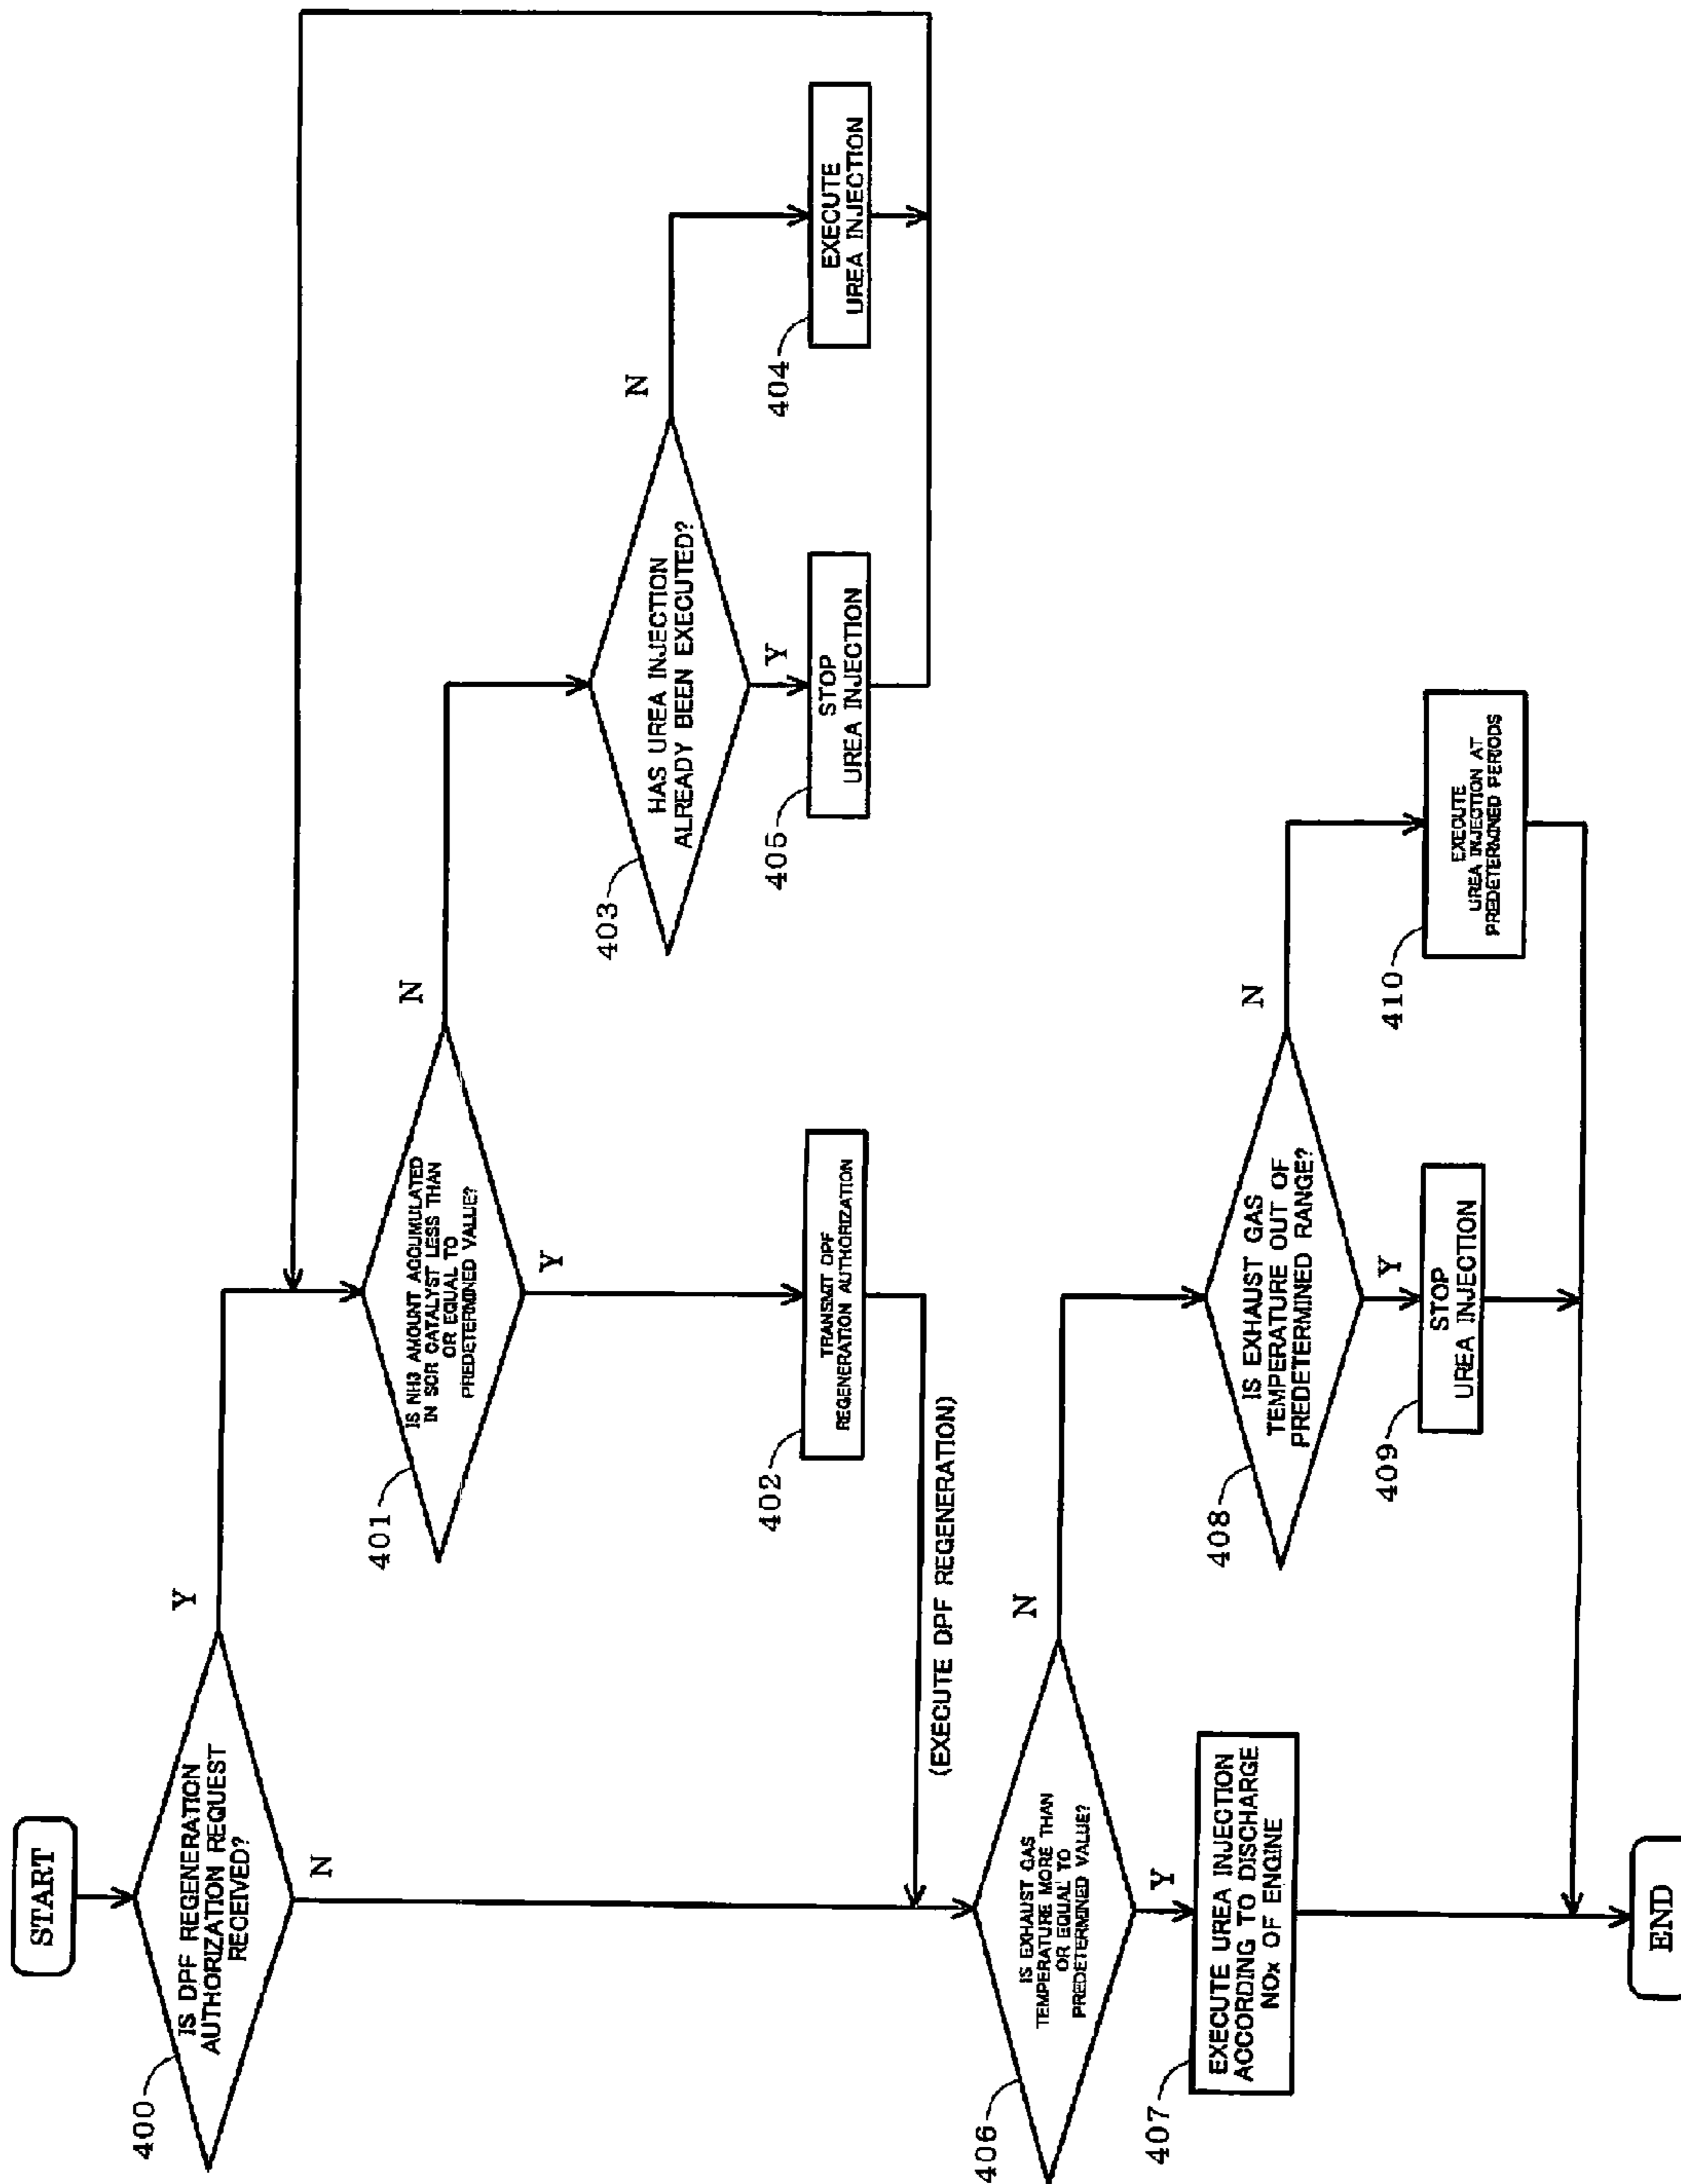 START
400
IS DPF REGENERATION
AUTHORIZATION REQUEST
RECEIVED?
Y
N
401
IS NH3 AMOUNT ACCUMULATED
IN SCR CATALYST LESS THAN
OR EQUAL TO
PREDETERMINED VALUE?
N
Y
403
HAS UREA INJECTION
ALREADY BEEN EXECUTED?
N
Y
402
TRANSMIT DPF
REGENERATION AUTHORIZATION
405
STOP
UREA INJECTION
404
EXECUTE
UREA INJECTION
(EXECUTE DPF REGENERATION)
406
IS EXHAUST GAS
TEMPERATURE MORE THAN
OR EQUAL TO
PREDETERMINED VALUE?
N
Y
408
IS EXHAUST GAS
TEMPERATURE OUT OF
PREDETERMINED RANGE?
N
Y
407
EXECUTE UREA INJECTION
ACCORDING TO DISCHARGE
NOx OF ENGINE
409
STOP
UREA INJECTION
410
EXECUTE
UREA INJECTION AT
PREDETERMINED PERIODS
END